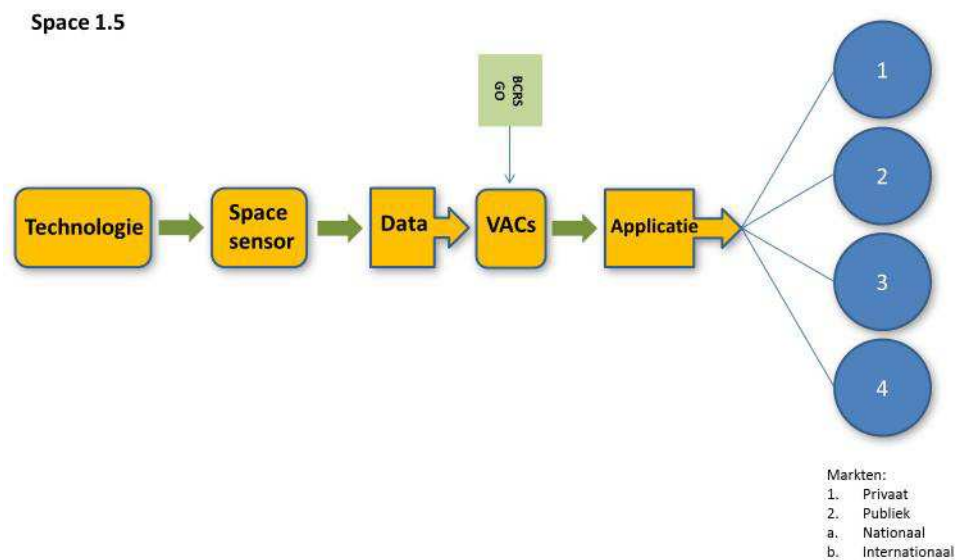 Space 1.5
BCRS
GO
Technologie
Space
sensor
Data
VACs
Applicatie
1
2
3
4
Markten:
1. Privaat
2. Publiek
a. Nationaal
b. Internationaal